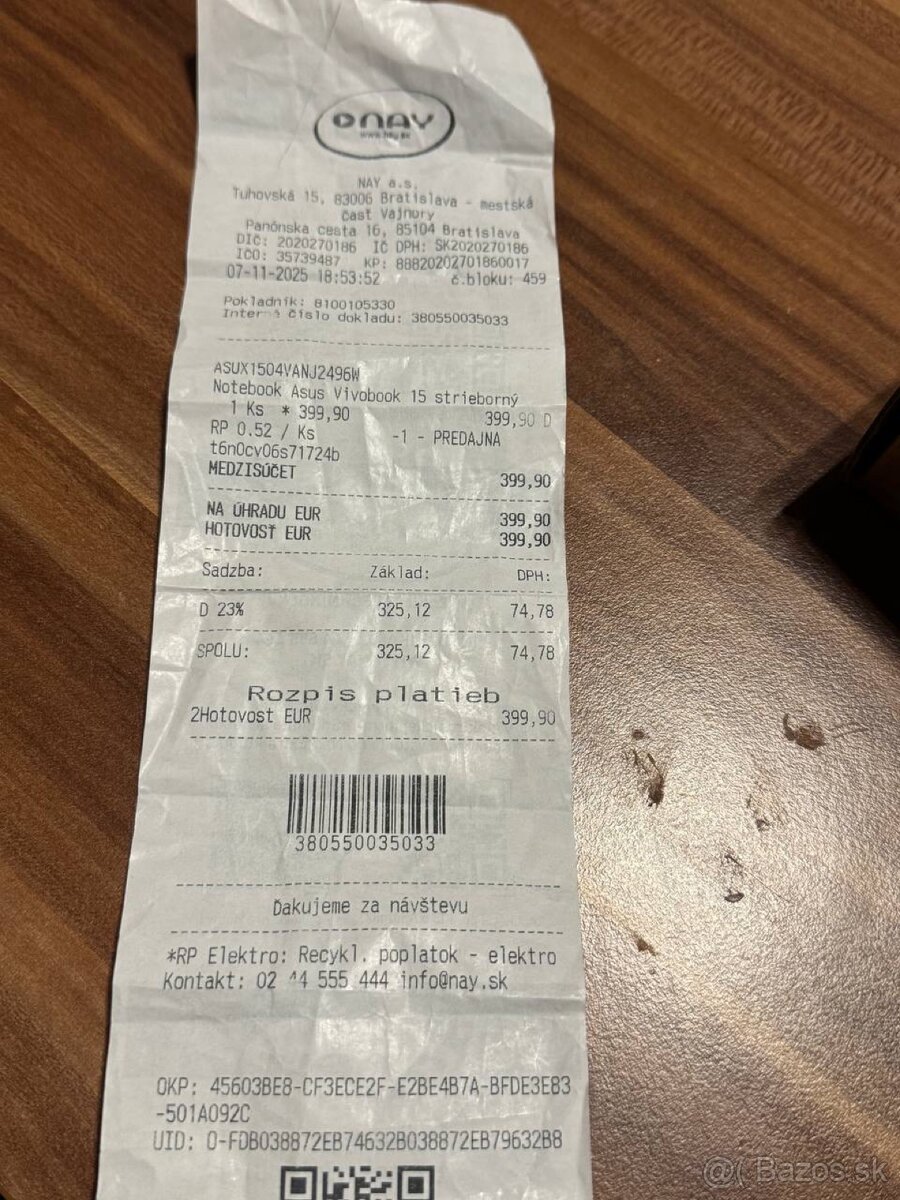 NAY
www.nay.sk
NAY a.s.
Tuhovská 15, 83006 Bratislava - mestská
časť Vajnory
Panónska cesta 16, 85104 Bratislava
DIČ: 2020270186 IČ DPH: SK2020270186
IČO: 35739487 KP: 88820202701860017
07-11-2025 18:53:52 č.bloku: 459
Pokladník: 8100105330
Interné číslo dokladu: 380550035033
ASUX1504VANJ2496W
Notebook Asus Vivobook 15 strieborný
1 Ks * 399,90 399,90 D
RP 0.52 / Ks -1 - PREDAJNA
t6n0cv06s71724b
MEDZISÚČET 399,90
NA ÚHRADU EUR 399,90
HOTOVOSŤ EUR 399,90
Sadzba: Základ: DPH:
D 23% 325,12 74,78
SPOLU: 325,12 74,78
Rozpis platieb
2Hotovost EUR 399,90
380550035033
Ďakujeme za návštevu
*RP Elektro: Recykl. poplatok - elektro
Kontakt: 02 44 555 444 info@nay.sk
OKP: 45603BE8-CF3ECE2F-E2BE4B7A-BFDE3E83
-501A092C
UID: O-FDB038872EB74632B038872EB79632B8
@( Bazos.sk